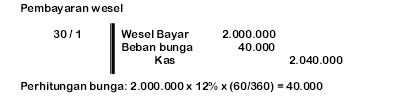 Pembayaran wesel
30 / 1 Wesel Bayar 2.000.000
Beban bunga 40.000
Kas 2.040.000
Perhitungan bunga: 2.000.000 x 12% x (60/360) = 40.000